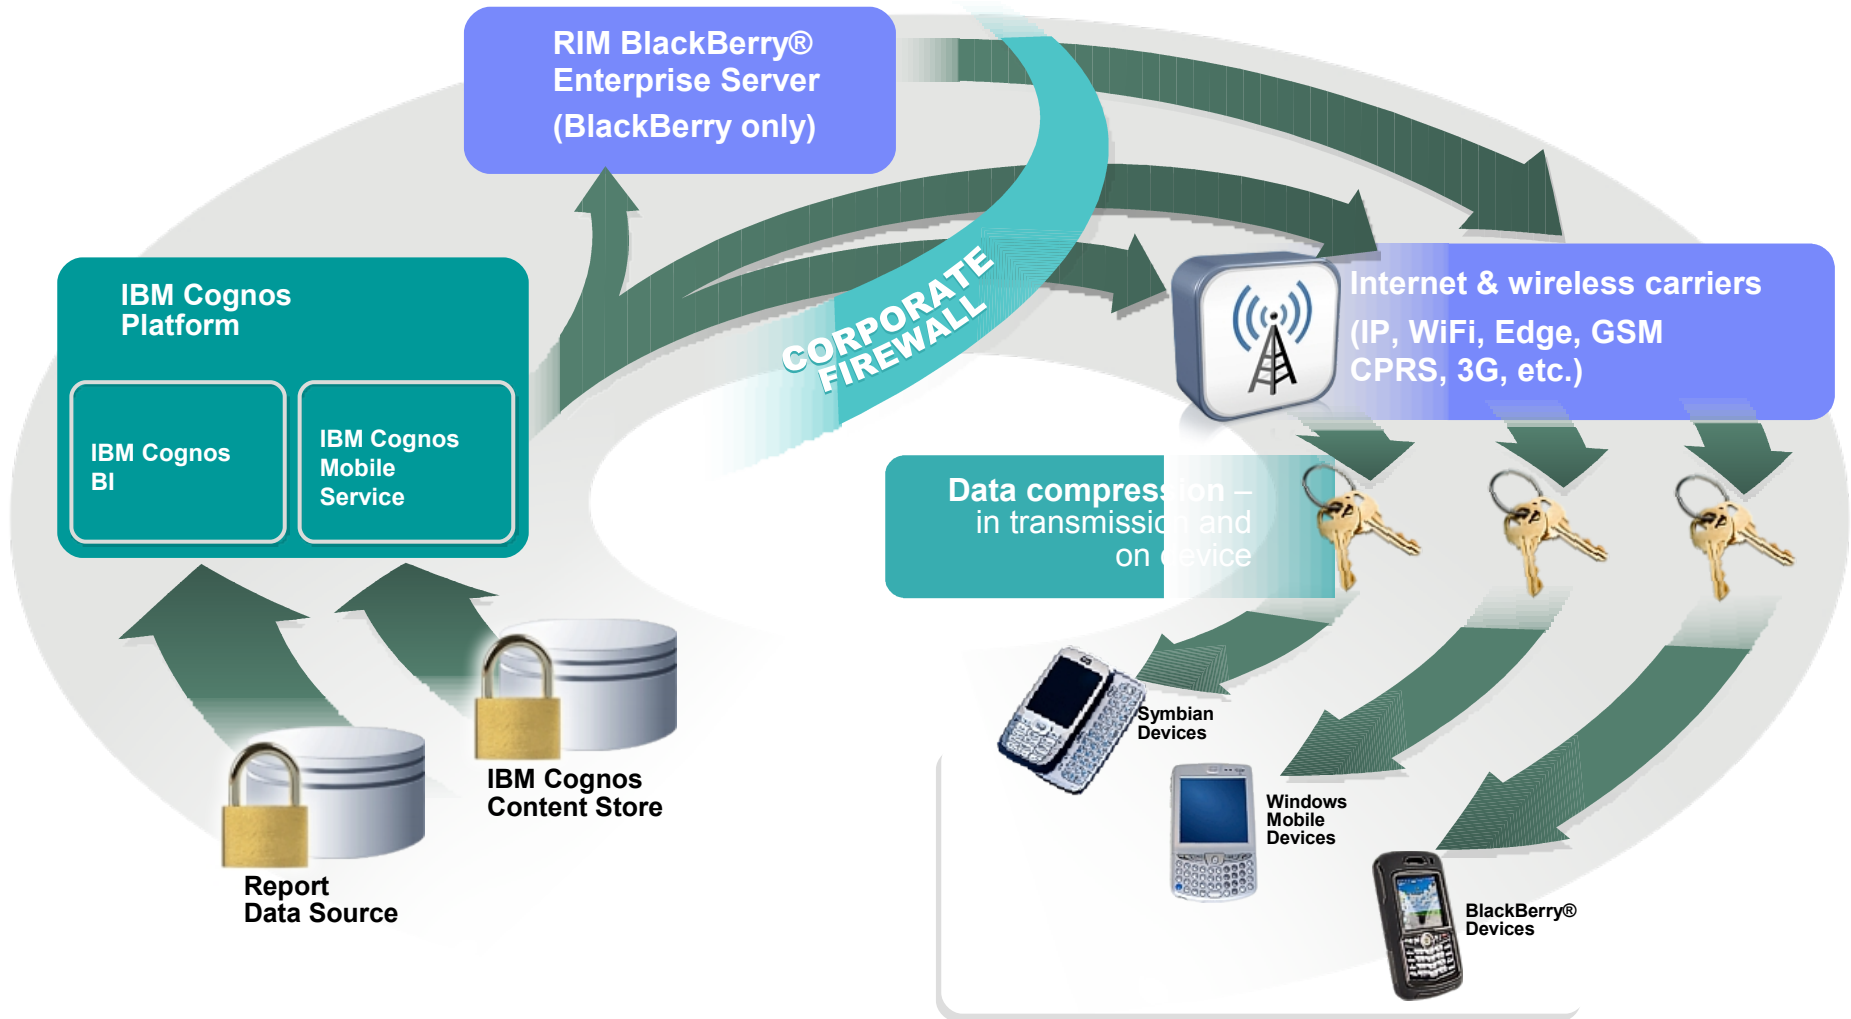 RIM BlackBerry®
Enterprise Server
(BlackBerry only)
CORPORATE
FIREWALL
IBM Cognos
Platform
IBM Cognos
BI
IBM Cognos
Mobile
Service
Internet & wireless carriers
(IP, WiFi, Edge, GSM
CPRS, 3G, etc.)
Data compression –
in transmission and
on device
IBM Cognos
Content Store
Report
Data Source
Symbian
Devices
Windows
Mobile
Devices
BlackBerry®
Devices